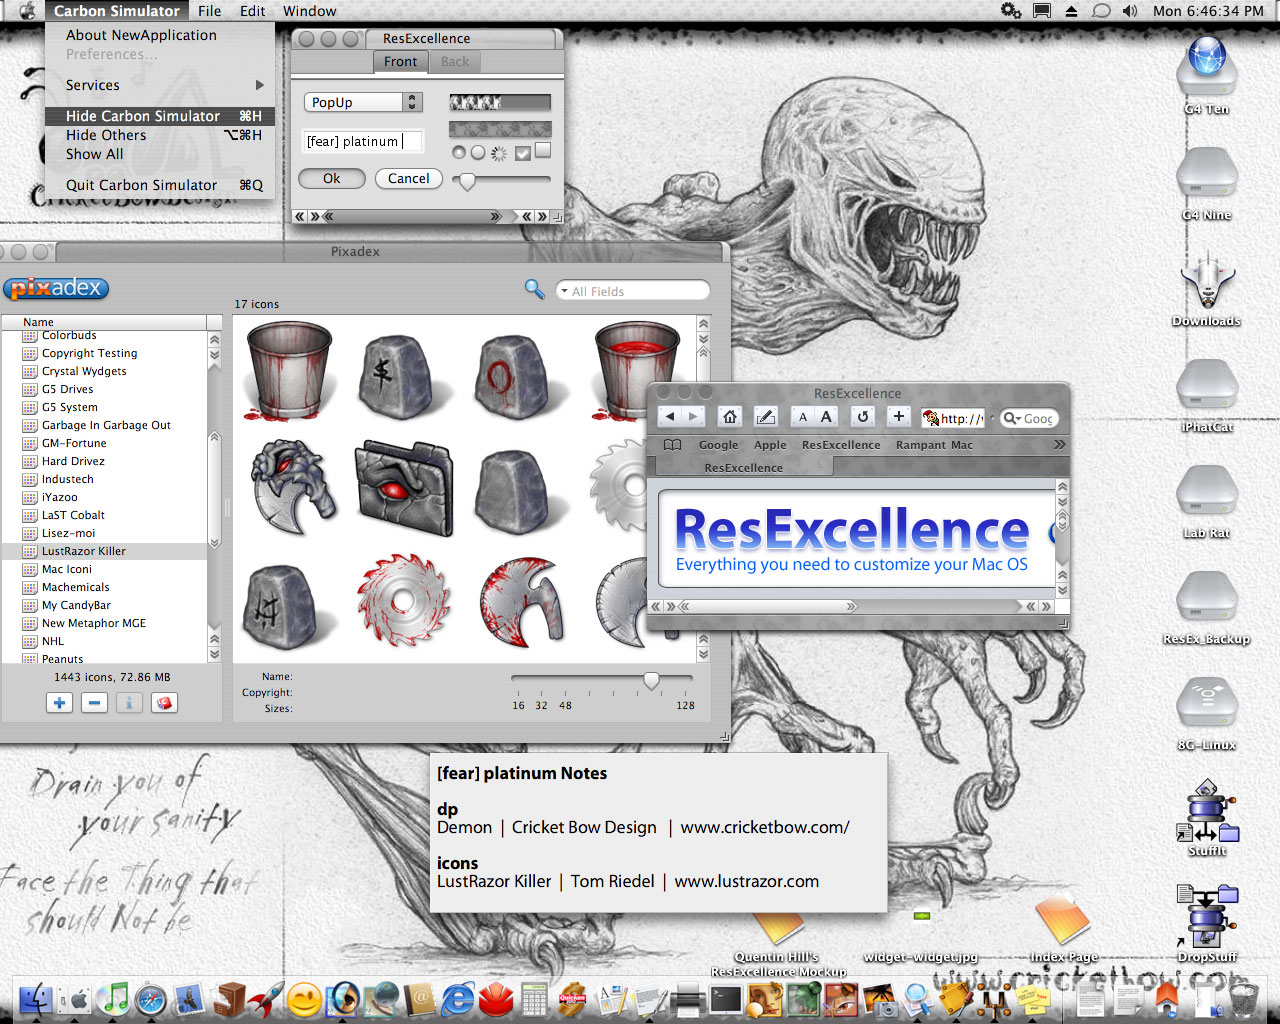 Carbon Simulator File Edit Window Mon 6:46:34 PM
About NewApplication
Preferences...
Services
Hide Carbon Simulator ⌘H
Hide Others ⌥⌘H
Show All
Quit Carbon Simulator ⌘Q
CricketBowDesign
ResExcellence
Front Back
PopUp
[fear] platinum
Ok Cancel
Pixadex
pixadex
17 icons
All Fields
Name
Colorbuds
Copyright Testing
Crystal Wydgets
G5 Drives
G5 System
Garbage In Garbage Out
GM-Fortune
Hard Drivez
Industech
iYazoo
LaST Cobalt
Lisez-moi
LustRazor Killer
Mac Iconi
Machemicals
My CandyBar
New Metaphor MGE
NHL
Peanuts
1443 icons, 72.86 MB
Name:
Copyright:
Sizes:
16 32 48 128
ResExcellence
A A http:// Goog
Google Apple ResExcellence Rampant Mac
ResExcellence
ResExcellence
Everything you need to customize your Mac OS
G4 Ten
G4 Nine
Downloads
iPhatCat
Lab Rat
ResEx_Backup
8G-Linux
StuffIt
DropStuff
Drain you of
your sanity
Face the Thing that
should Not be
[fear] platinum Notes
dp
Demon | Cricket Bow Design | www.cricketbow.com/
icons
LustRazor Killer | Tom Riedel | www.lustrazor.com
Quentin Hill's
ResExcellence Mockup
widget-widget.jpg
Index Page
www.cricketbow.com